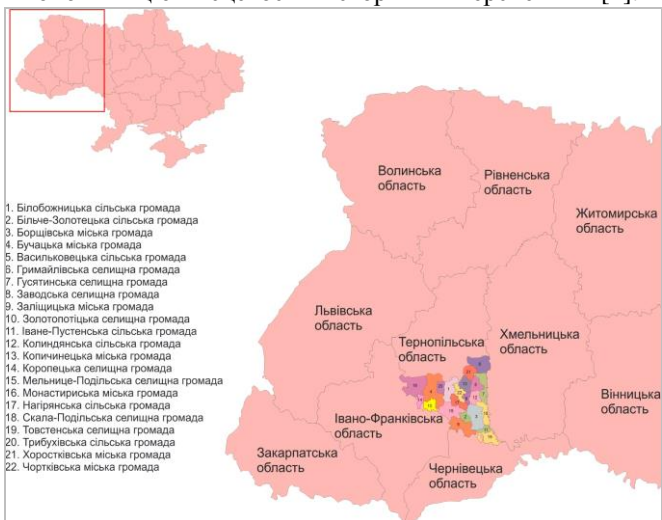 1. Білобожницька сільська громада
2. Більче-Золотецька сільська громада
3. Борщівська міська громада
4. Бучацька міська громада
5. Васильковецька сільська громада
6. Гримайлівська селищна громада
7. Гусятинська селищна громада
8. Заводська селищна громада
9. Заліщицька міська громада
10. Золотопотіцька селищна громада
11. Іване-Пустенська сільська громада
12. Колиндянська сільська громада
13. Копичинецька міська громада
14. Коропецька селищна громада
15. Мельнице-Подільська селищна громада
16. Монастириська міська громада
17. Нагірянська сільська громада
18. Скала-Подільська селищна громада
19. Товстенська селищна громада
20. Трибухівська сільська громада
21. Хоростківська міська громада
22. Чортківська міська громада
Волинська
область
Рівненська
область
Житомирська
область
Львівська
область
Тернопільська
область
Хмельницька
область
Вінницька
область
Івано-Франківська
область
Закарпатська
область
Чернівецька
область